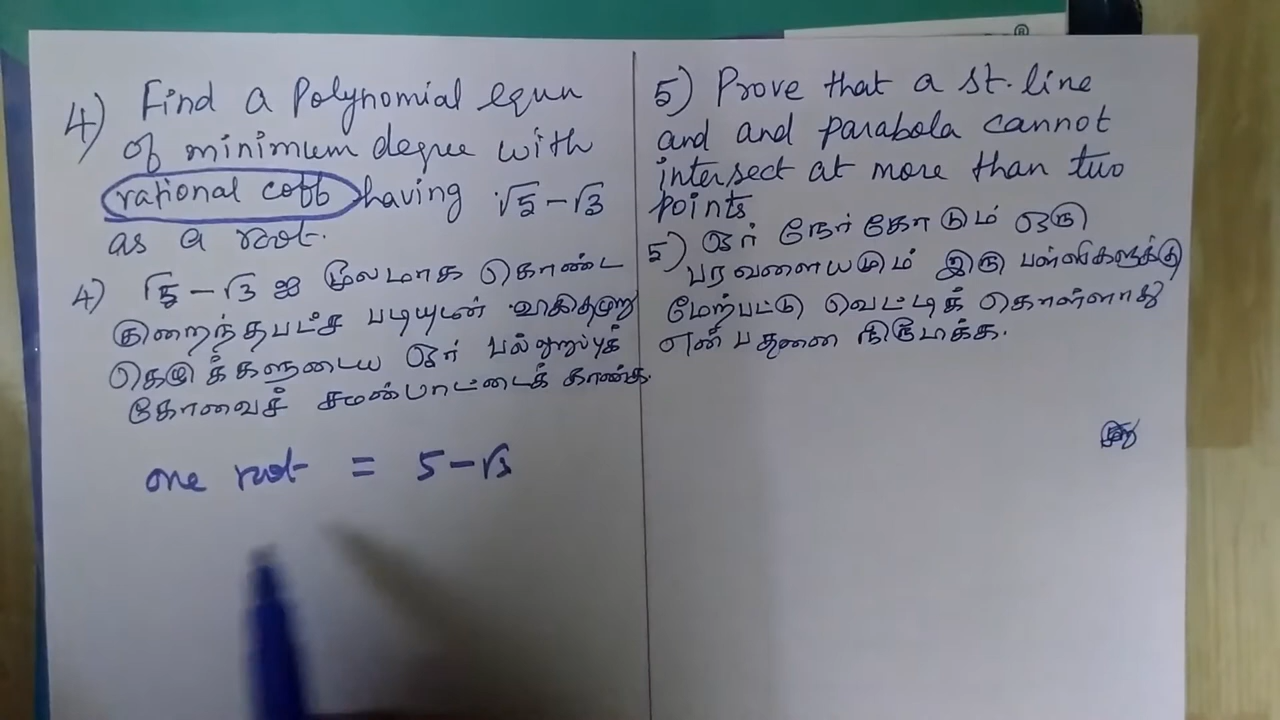 4) Find a Polynomial equn
of minimum degree with
rational coff having √5 - √3
as a root.
4) √5 - √3 ஐ மூலமாக கொண்ட
குறைந்தபட்ச படியுடன் விகிதமுறு
கெழுக்களுடைய ஓர் பல்லுறுப்புக்
கோவைச் சமன்பாட்டைக் காண்க.
one root = 5 - √3
5) Prove that a st. line
and and parabola cannot
intersect at more than two
points
5) ஓர் நேர்கோடும் ஒரு
பரவளையமும் இரு புள்ளிகளுக்கு
மேற்பட்டு வெட்டிக் கொள்ளாது
என்பதனை நிரூபிக்க.